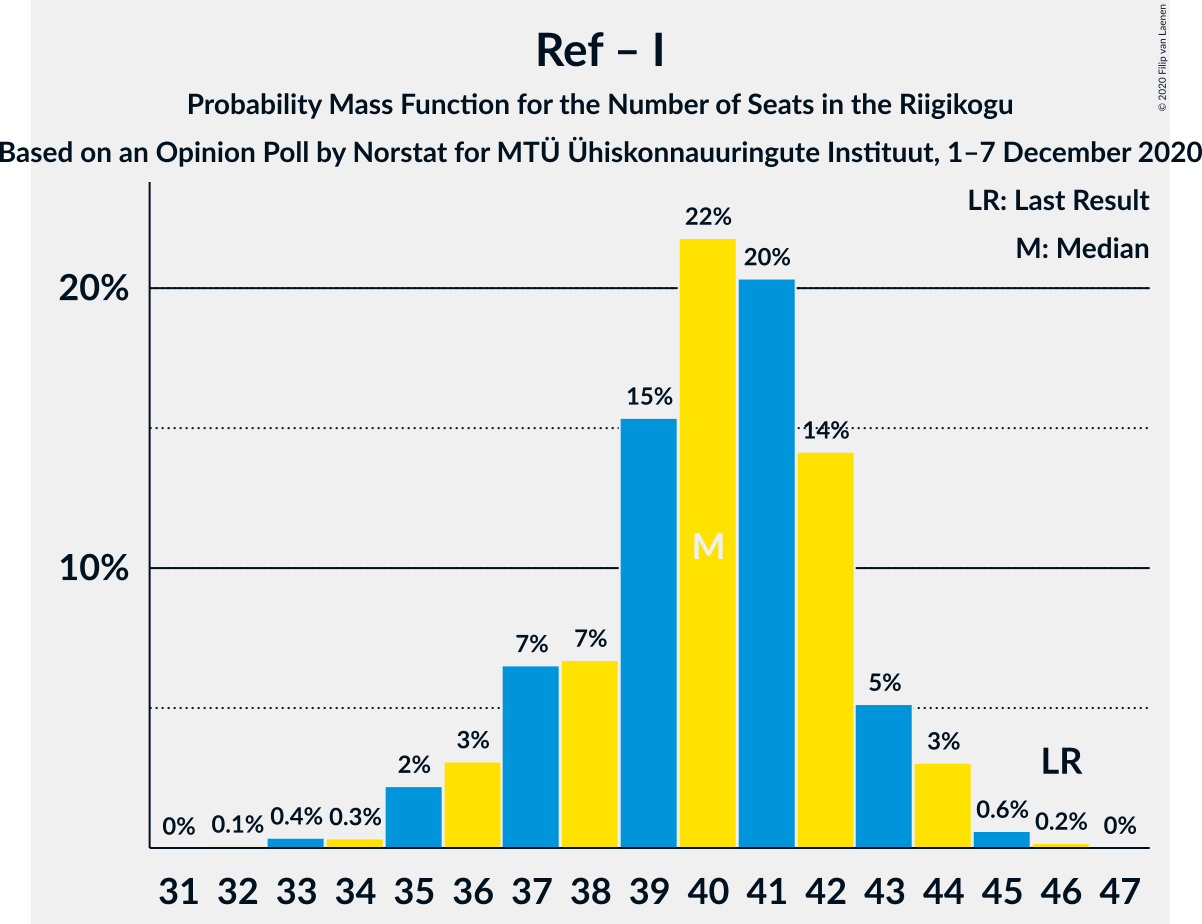 Ref – I
Probability Mass Function for the Number of Seats in the Riigikogu
Based on an Opinion Poll by Norstat for MTÜ Ühiskonnauuringute Instituut, 1–7 December 2020
© 2020 Filip van Laenen
LR: Last Result
M: Median
20%
10%
0%
0.1%
0.4%
0.3%
2%
3%
7%
7%
15%
22%
20%
14%
5%
3%
0.6%
0.2%
0%
M
LR
31 32 33 34 35 36 37 38 39 40 41 42 43 44 45 46 47